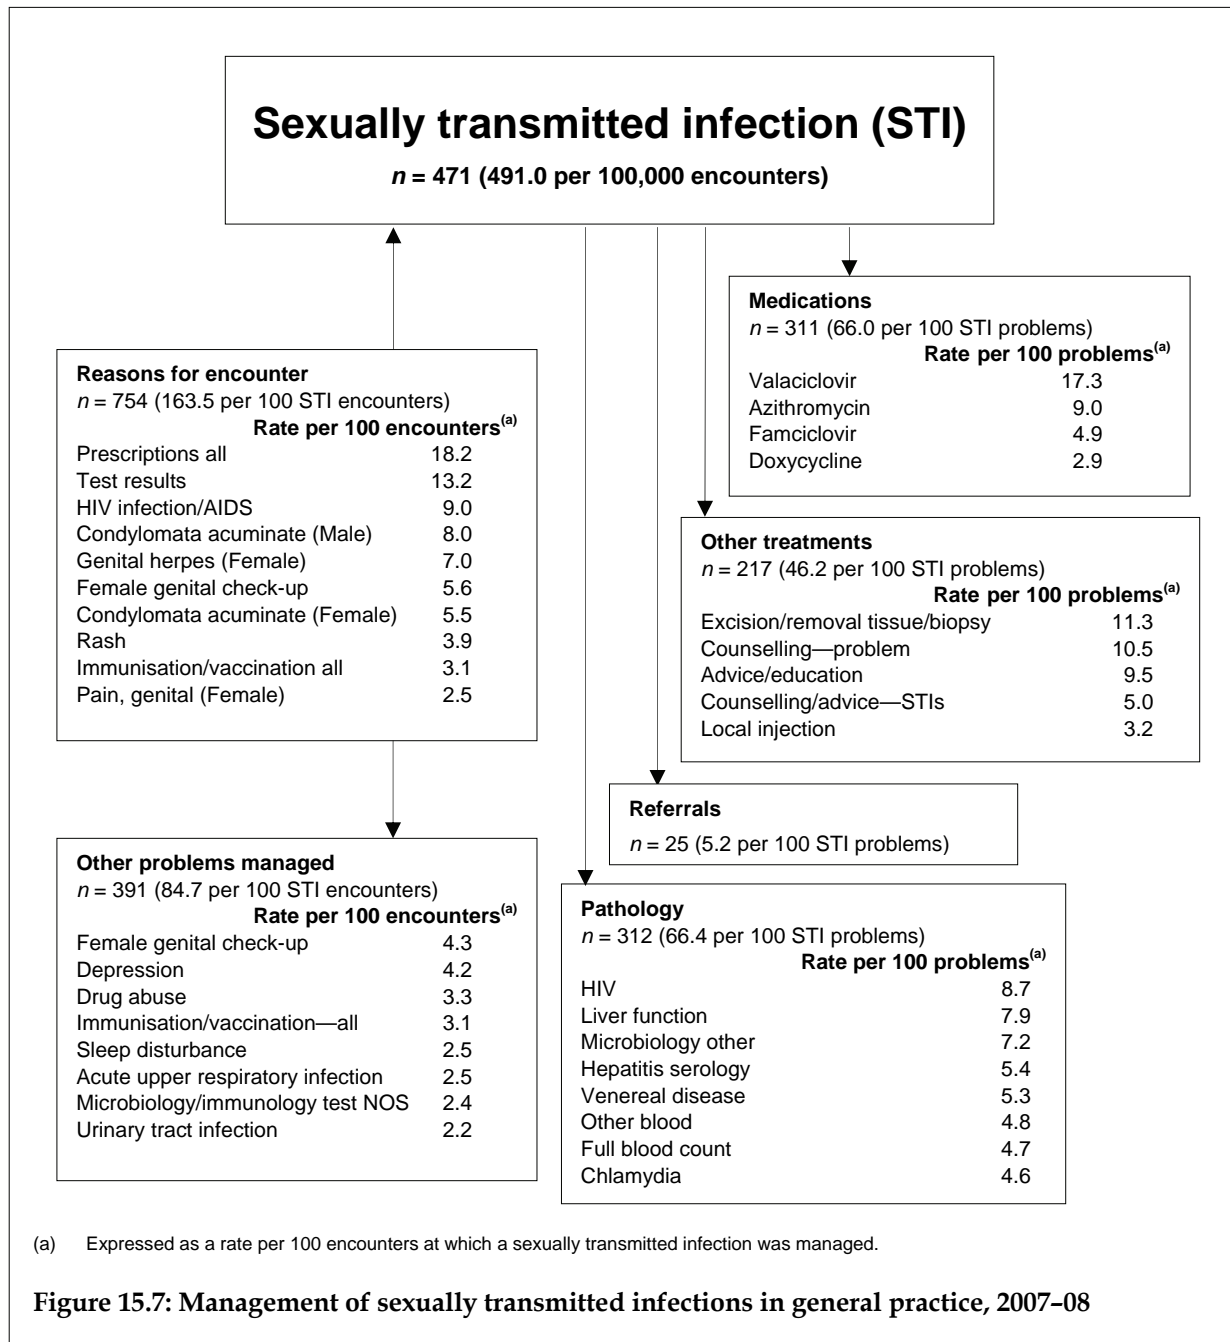 Sexually transmitted infection (STI)
n = 471 (491.0 per 100,000 encounters)
Medications
n = 311 (66.0 per 100 STI problems)
Rate per 100 problems(a)
Valaciclovir 17.3
Azithromycin 9.0
Famciclovir 4.9
Doxycycline 2.9
Reasons for encounter
n = 754 (163.5 per 100 STI encounters)
Rate per 100 encounters(a)
Prescriptions all 18.2
Test results 13.2
HIV infection/AIDS 9.0
Condylomata acuminate (Male) 8.0
Genital herpes (Female) 7.0
Female genital check-up 5.6
Condylomata acuminate (Female) 5.5
Rash 3.9
Immunisation/vaccination all 3.1
Pain, genital (Female) 2.5
Other treatments
n = 217 (46.2 per 100 STI problems)
Rate per 100 problems(a)
Excision/removal tissue/biopsy 11.3
Counselling—problem 10.5
Advice/education 9.5
Counselling/advice—STIs 5.0
Local injection 3.2
Referrals
n = 25 (5.2 per 100 STI problems)
Other problems managed
n = 391 (84.7 per 100 STI encounters)
Rate per 100 encounters(a)
Female genital check-up 4.3
Depression 4.2
Drug abuse 3.3
Immunisation/vaccination—all 3.1
Sleep disturbance 2.5
Acute upper respiratory infection 2.5
Microbiology/immunology test NOS 2.4
Urinary tract infection 2.2
Pathology
n = 312 (66.4 per 100 STI problems)
Rate per 100 problems(a)
HIV 8.7
Liver function 7.9
Microbiology other 7.2
Hepatitis serology 5.4
Venereal disease 5.3
Other blood 4.8
Full blood count 4.7
Chlamydia 4.6
(a) Expressed as a rate per 100 encounters at which a sexually transmitted infection was managed.
Figure 15.7: Management of sexually transmitted infections in general practice, 2007–08